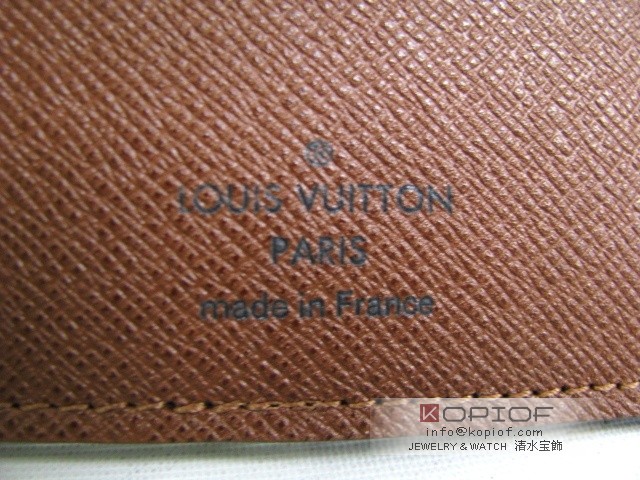 LOUIS VUITTON
PARIS
made in France
KOPIOF
info@kopiof.com
JEWELRY & WATCH 清水宝飾